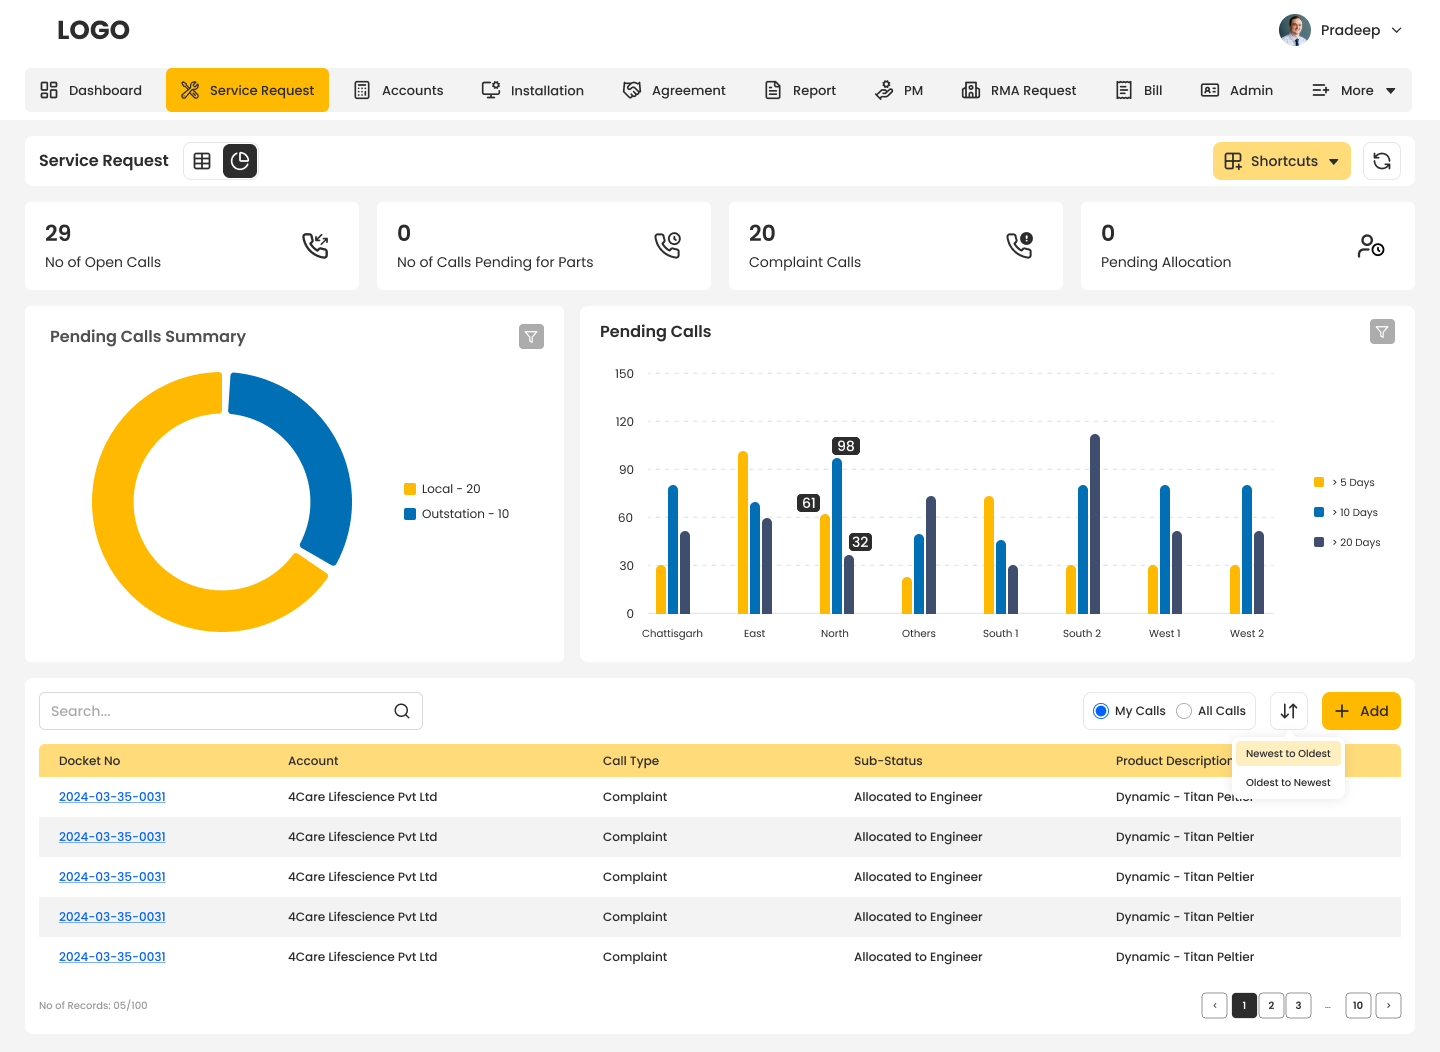 LOGO
Pradeep
Dashboard Service Request Accounts Installation Agreement Report PM RMA Request Bill Admin More
Service Request
Shortcuts
29
No of Open Calls
0
No of Calls Pending for Parts
20
Complaint Calls
0
Pending Allocation
Pending Calls Summary
Local - 20
Outstation - 10
Pending Calls
150
120
90
60
30
0
98
61
32
Chattisgarh East North Others South 1 South 2 West 1 West 2
> 5 Days
> 10 Days
> 20 Days
Search...
My Calls All Calls
Add
Newest to Oldest
Oldest to Newest
Docket No Account Call Type Sub-Status Product Description
2024-03-35-0031 4Care Lifescience Pvt Ltd Complaint Allocated to Engineer Dynamic - Titan Peltier
2024-03-35-0031 4Care Lifescience Pvt Ltd Complaint Allocated to Engineer Dynamic - Titan Peltier
2024-03-35-0031 4Care Lifescience Pvt Ltd Complaint Allocated to Engineer Dynamic - Titan Peltier
2024-03-35-0031 4Care Lifescience Pvt Ltd Complaint Allocated to Engineer Dynamic - Titan Peltier
2024-03-35-0031 4Care Lifescience Pvt Ltd Complaint Allocated to Engineer Dynamic - Titan Peltier
No of Records: 05/100
‹ 1 2 3 ... 10 ›